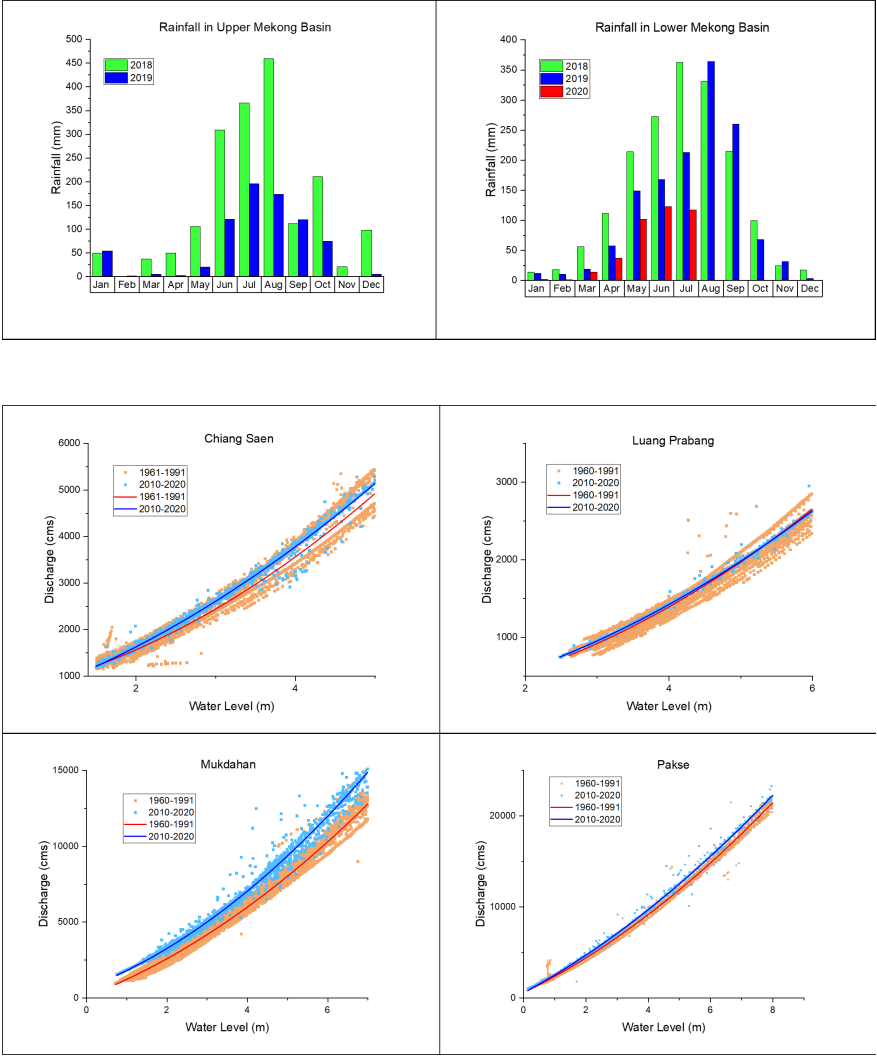 Rainfall in Upper Mekong Basin
500
450
400
350
300
250
200
150
100
50
0
Rainfall (mm)
2018
2019
Jan Feb Mar Apr May Jun Jul Aug Sep Oct Nov Dec
Rainfall in Lower Mekong Basin
400
350
300
250
200
150
100
50
0
Rainfall (mm)
2018
2019
2020
Jan Feb Mar Apr May Jun Jul Aug Sep Oct Nov Dec
Chiang Saen
6000
5000
4000
3000
2000
1000
Discharge (cms)
1961-1991
2010-2020
1961-1991
2010-2020
2 4
Water Level (m)
Luang Prabang
3000
2000
1000
Discharge (cms)
1960-1991
2010-2020
1960-1991
2010-2020
2 4 6
Water Level (m)
Mukdahan
15000
10000
5000
0
Discharge (cms)
1960-1991
2010-2020
1960-1991
2010-2020
0 2 4 6
Water Level (m)
Pakse
20000
10000
0
Discharge (cms)
1960-1991
2010-2020
1960-1991
2010-2020
0 2 4 6 8
Water Level (m)